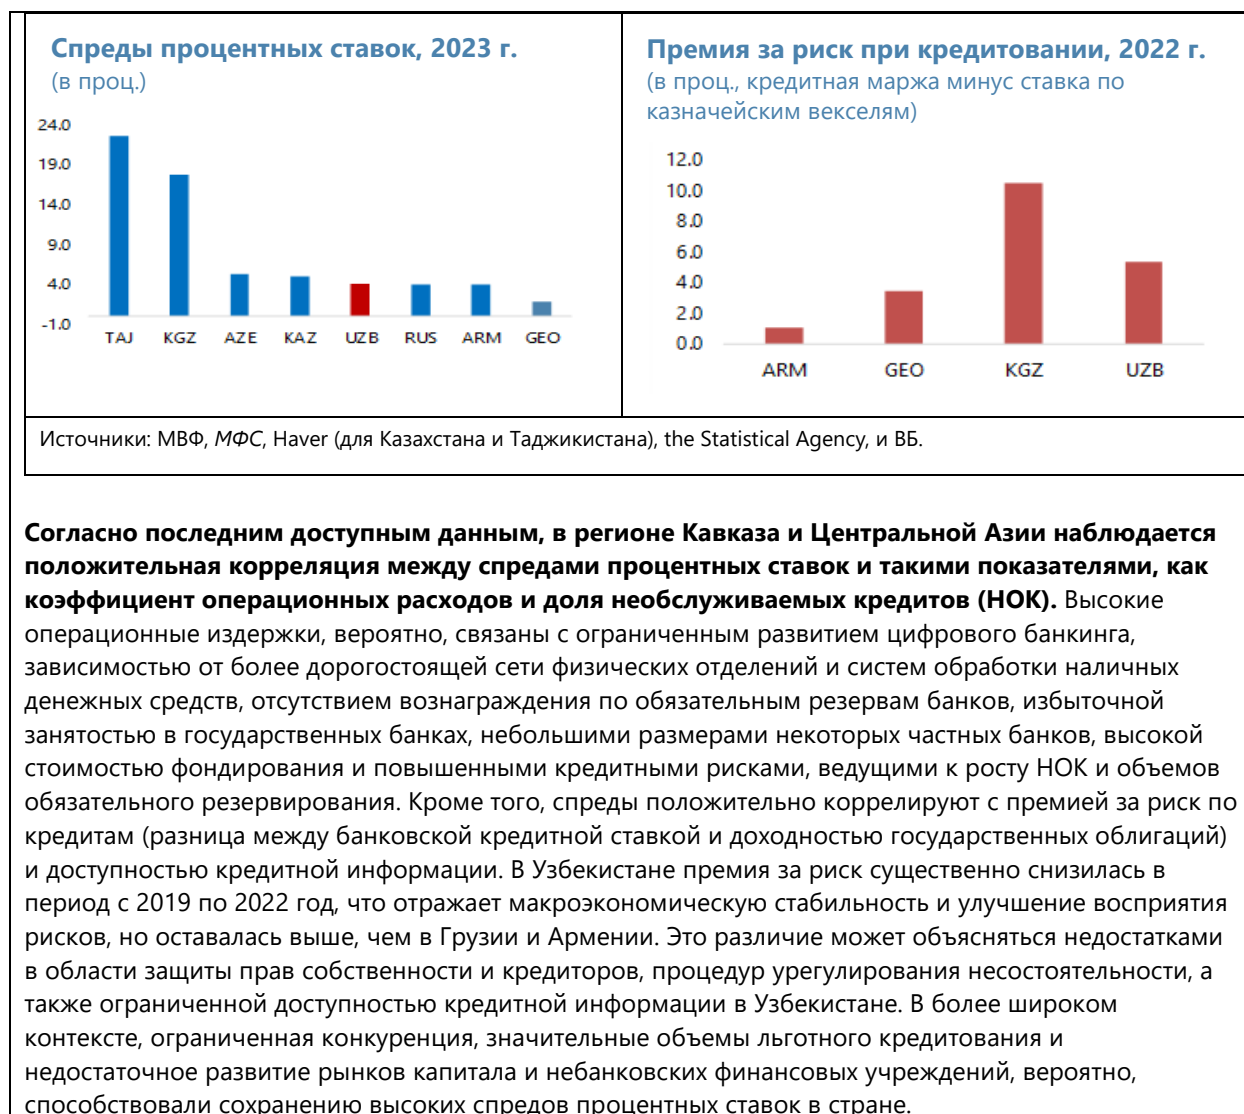 Спреды процентных ставок, 2023 г.
(в проц.)
24.0
19.0
14.0
9.0
4.0
-1.0
TAJ KGZ AZE KAZ UZB RUS ARM GEO
Премия за риск при кредитовании, 2022 г.
(в проц., кредитная маржа минус ставка по
казначейским векселям)
12.0
10.0
8.0
6.0
4.0
2.0
0.0
ARM GEO KGZ UZB
Источники: МВФ, МФС, Haver (для Казахстана и Таджикистана), the Statistical Agency, и ВБ.
Согласно последним доступным данным, в регионе Кавказа и Центральной Азии наблюдается
положительная корреляция между спредами процентных ставок и такими показателями, как
коэффициент операционных расходов и доля необслуживаемых кредитов (НОК). Высокие
операционные издержки, вероятно, связаны с ограниченным развитием цифрового банкинга,
зависимостью от более дорогостоящей сети физических отделений и систем обработки наличных
денежных средств, отсутствием вознаграждения по обязательным резервам банков, избыточной
занятостью в государственных банках, небольшими размерами некоторых частных банков, высокой
стоимостью фондирования и повышенными кредитными рисками, ведущими к росту НОК и объемов
обязательного резервирования. Кроме того, спреды положительно коррелируют с премией за риск по
кредитам (разница между банковской кредитной ставкой и доходностью государственных облигаций)
и доступностью кредитной информации. В Узбекистане премия за риск существенно снизилась в
период с 2019 по 2022 год, что отражает макроэкономическую стабильность и улучшение восприятия
рисков, но оставалась выше, чем в Грузии и Армении. Это различие может объясняться недостатками
в области защиты прав собственности и кредиторов, процедур урегулирования несостоятельности, а
также ограниченной доступностью кредитной информации в Узбекистане. В более широком
контексте, ограниченная конкуренция, значительные объемы льготного кредитования и
недостаточное развитие рынков капитала и небанковских финансовых учреждений, вероятно,
способствовали сохранению высоких спредов процентных ставок в стране.